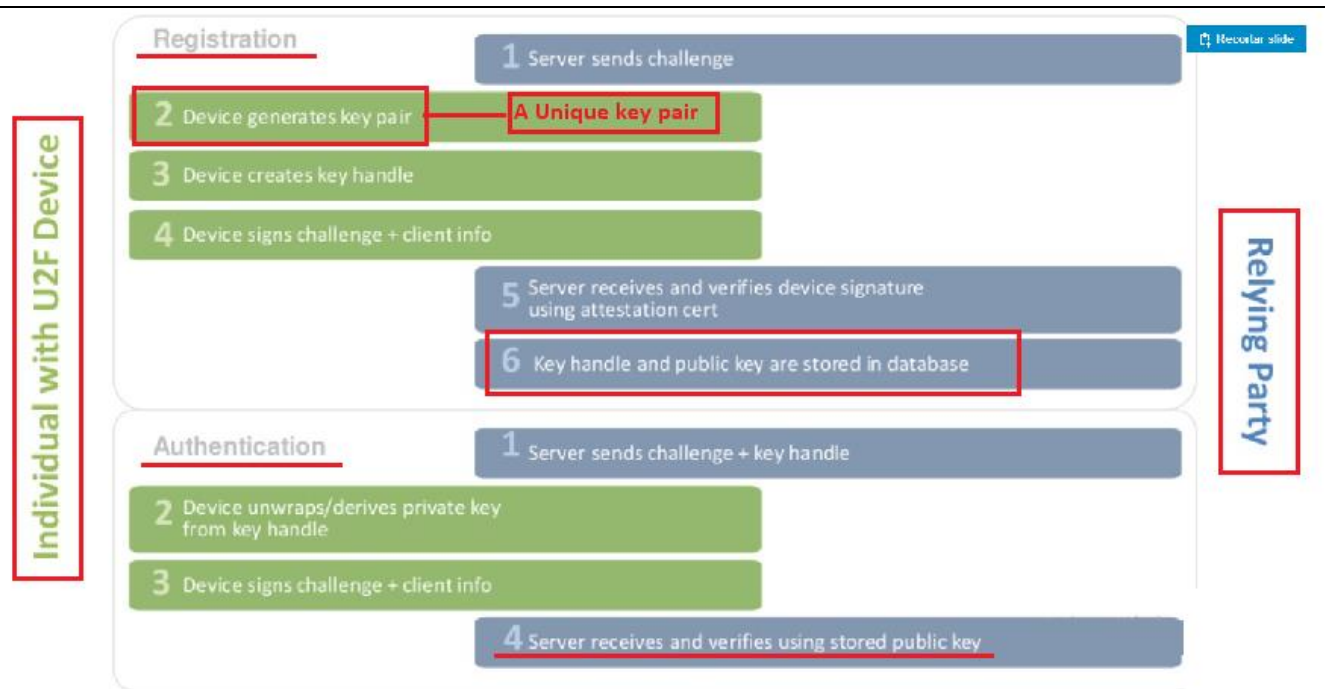 Registration
1 Server sends challenge
Recortar slide
2 Device generates key pair
A Unique key pair
3 Device creates key handle
4 Device signs challenge + client info
5 Server receives and verifies device signature
using attestation cert
6 Key handle and public key are stored in database
Individual with U2F Device
Relying Party
Authentication
1 Server sends challenge + key handle
2 Device unwraps/derives private key
from key handle
3 Device signs challenge + client info
4 Server receives and verifies using stored public key